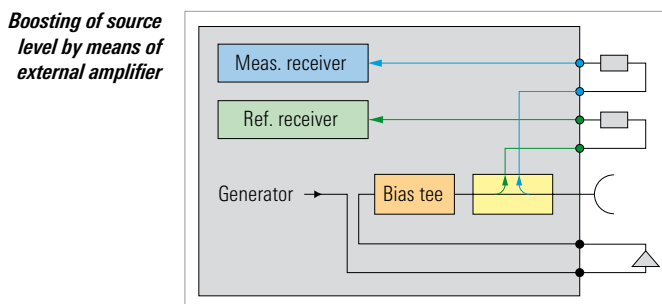 Boosting of source
level by means of
external amplifier
Meas. receiver
Ref. receiver
Generator
Bias tee